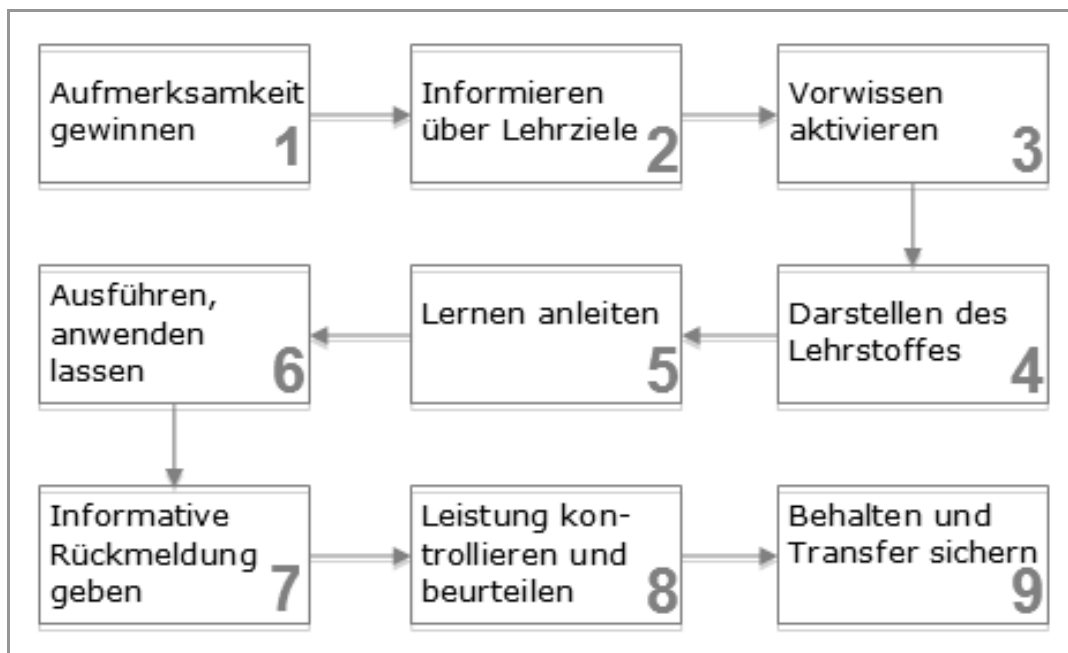 Aufmerksamkeit
gewinnen
1
Informieren
über Lehrziele
2
Vorwissen
aktivieren
3
Darstellen des
Lehrstoffes
4
Lernen anleiten
5
Ausführen,
anwenden
lassen
6
Informative
Rückmeldung
geben
7
Leistung kon-
trollieren und
beurteilen
8
Behalten und
Transfer sichern
9